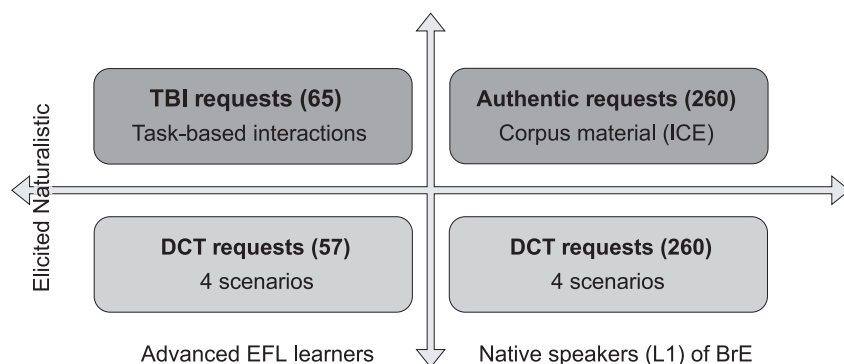 TBI requests (65)
Task-based interactions
Authentic requests (260)
Corpus material (ICE)
Elicited Naturalistic
DCT requests (57)
4 scenarios
DCT requests (260)
4 scenarios
Advanced EFL learners
Native speakers (L1) of BrE